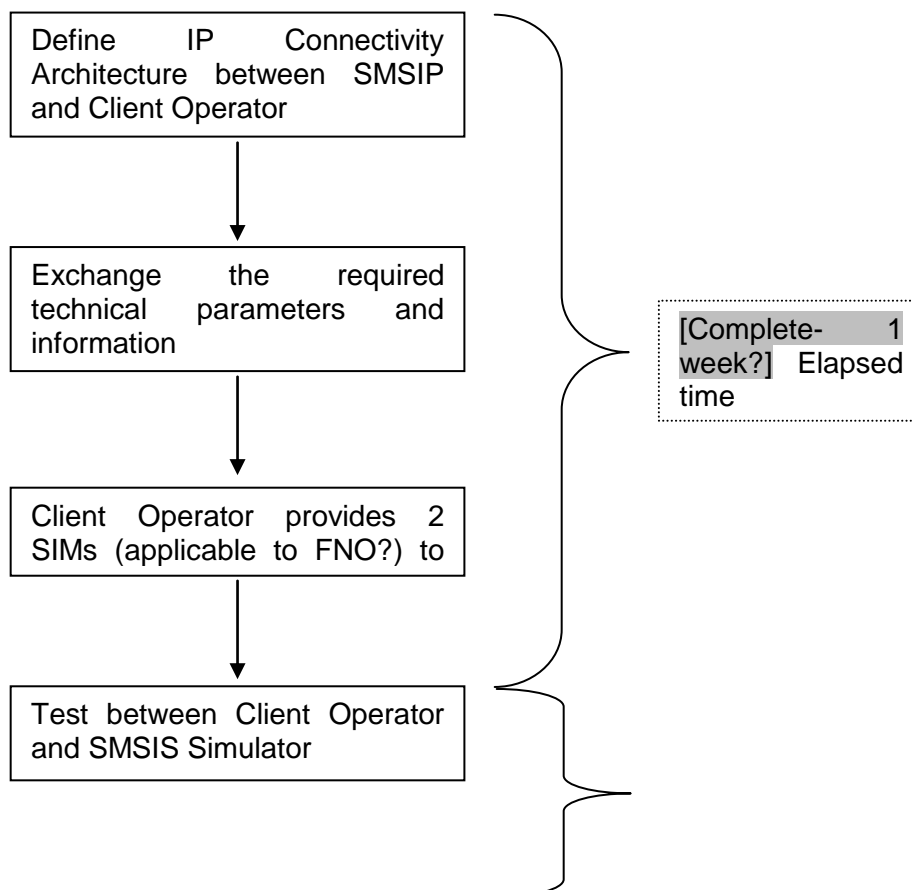 Define IP Connectivity
Architecture between SMSIP
and Client Operator
Exchange the required
technical parameters and
information
[Complete- 1
week?] Elapsed
time
Client Operator provides 2
SIMs (applicable to FNO?) to
Test between Client Operator
and SMSIS Simulator